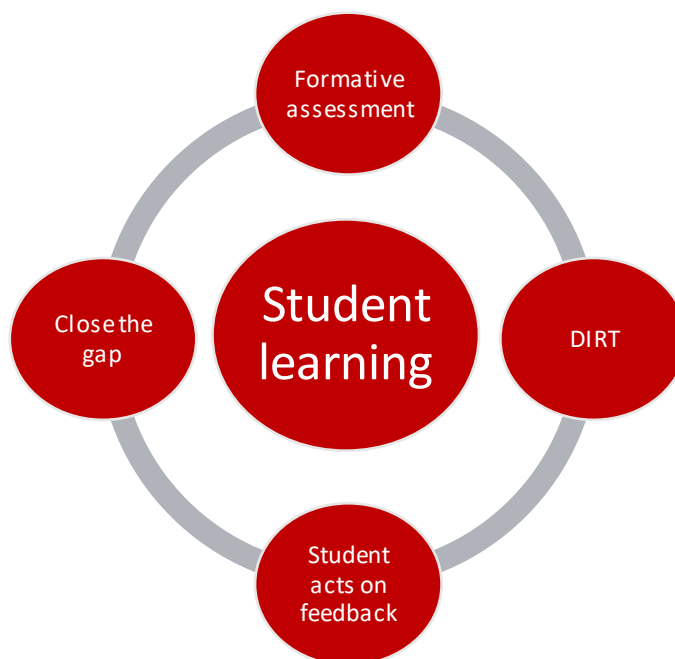 Formative
assessment
Close the
gap
Student
learning
DIRT
Student
acts on
feedback